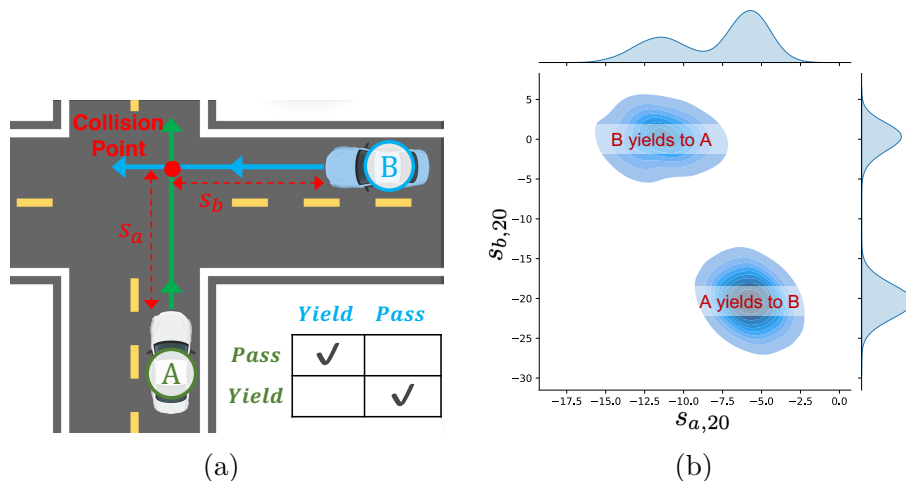 Collision
Point
B
s_b
s_a
A
Yield Pass
Pass ✓
Yield ✓
(a)
5
0
−5
−10
−15
−20
−25
−30
s_{b,20}
B yields to A
A yields to B
−17.5 −15.0 −12.5 −10.0 −7.5 −5.0 −2.5 0.0
s_{a,20}
(b)